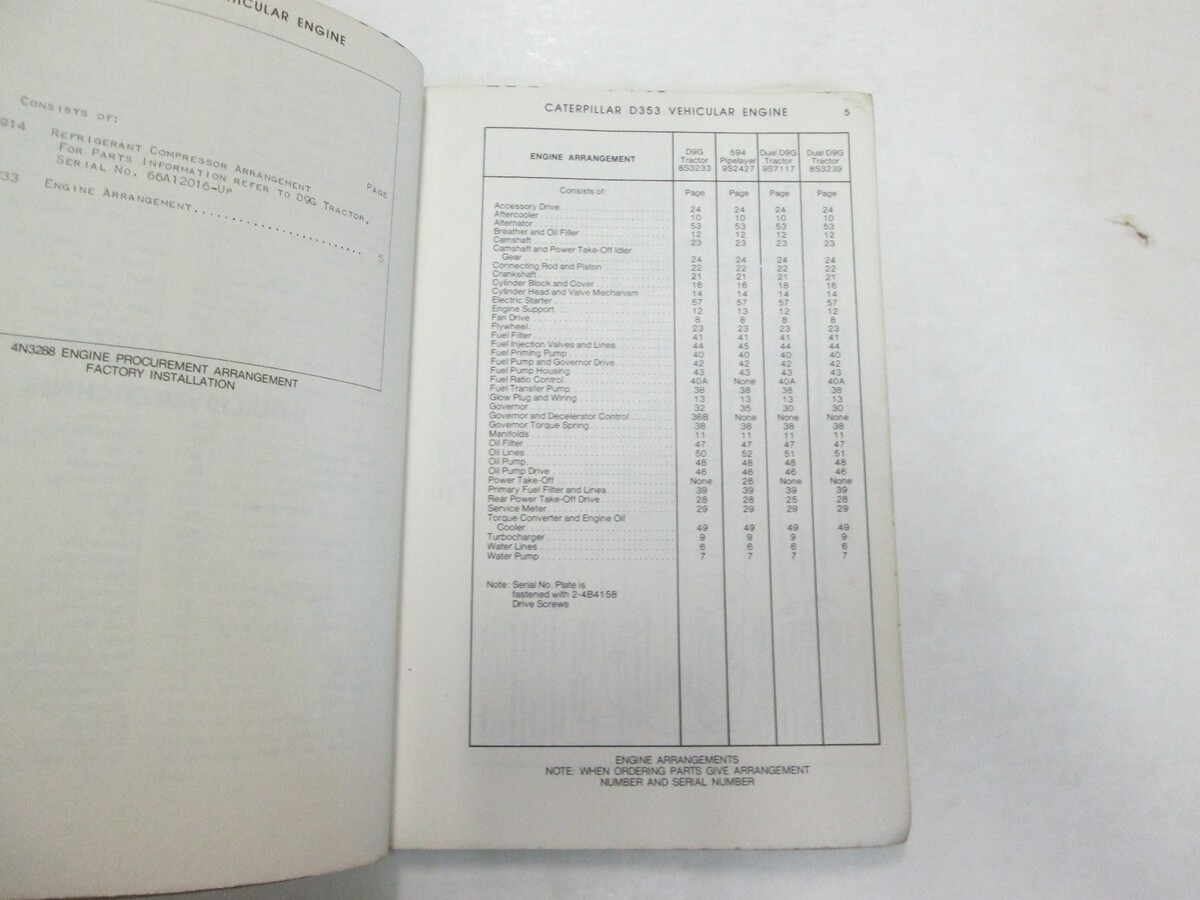 HICULAR ENGINE
CONSISTS OF:
914 REFRIGERANT COMPRESSOR ARRANGEMENT PAGE
FOR PARTS INFORMATION REFER TO D9G TRACTOR,
SERIAL NO. 66A12016-UP
33 ENGINE ARRANGEMENT.............................. 5
4N3288 ENGINE PROCUREMENT ARRANGEMENT
FACTORY INSTALLATION
CATERPILLAR D353 VEHICULAR ENGINE 5
ENGINE ARRANGEMENT D9G Tractor 8S3233 594 Pipelayer 9S2427 Dual D9G Tractor 9S7117 Dual D9G Tractor 8S3239
Consists of: Page Page Page Page
Accessory Drive 24 24 24 24
Aftercooler 10 10 10 10
Alternator 53 53 53 53
Breather and Oil Filler 12 12 12 12
Camshaft 23 23 23 23
Camshaft and Power Take-Off Idler
Gear 24 24 24 24
Connecting Rod and Piston 22 22 22 22
Crankshaft 21 21 21 21
Cylinder Block and Cover 16 16 18 16
Cylinder Head and Valve Mechanism 14 14 14 14
Electric Starter 57 57 57 57
Engine Support 12 13 12 12
Fan Drive 8 8 8 8
Flywheel 23 23 23 23
Fuel Filter 41 41 41 41
Fuel Injection Valves and Lines 44 45 44 44
Fuel Priming Pump 40 40 40 40
Fuel Pump and Governor Drive 42 42 42 42
Fuel Pump Housing 43 43 43 43
Fuel Ratio Control 40A None 40A 40A
Fuel Transfer Pump 38 38 38 38
Glow Plug and Wiring 13 13 13 13
Governor 32 35 30 30
Governor and Decelerator Control 36B None None None
Governor Torque Spring 38 38 38 38
Manifolds 11 11 11 11
Oil Filter 47 47 47 47
Oil Lines 50 52 51 51
Oil Pump 48 48 48 48
Oil Pump Drive 46 46 46 46
Power Take-Off None 26 None None
Primary Fuel Filter and Lines 39 39 39 39
Rear Power Take-Off Drive 28 28 25 28
Service Meter 29 29 29 29
Torque Converter and Engine Oil
Cooler 49 49 49 49
Turbocharger 9 9 9 9
Water Lines 6 6 6 6
Water Pump 7 7 7 7
Note: Serial No. Plate is
fastened with 2-4B4158
Drive Screws
ENGINE ARRANGEMENTS
NOTE: WHEN ORDERING PARTS GIVE ARRANGEMENT
NUMBER AND SERIAL NUMBER